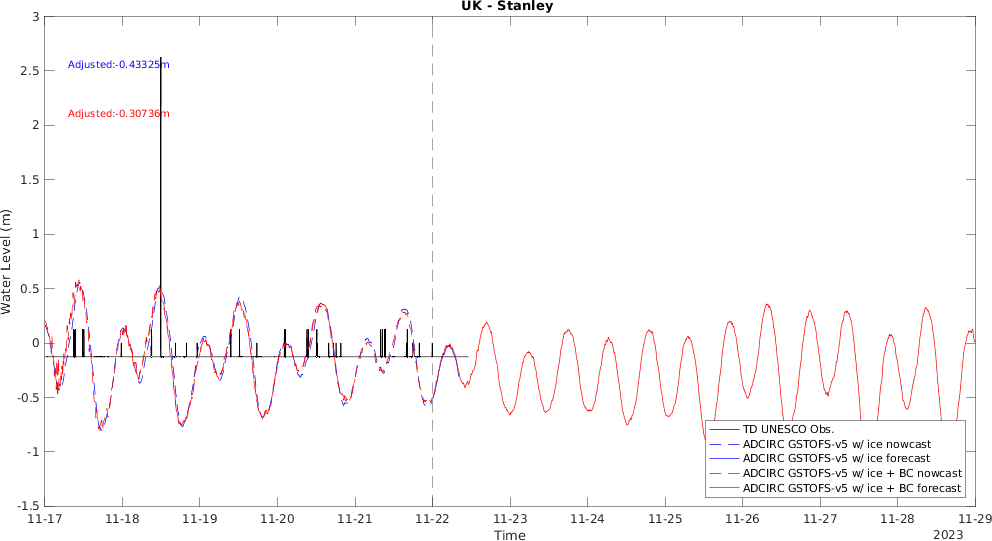 UK - Stanley
3
2.5
2
1.5
1
0.5
0
-0.5
-1
-1.5
Water Level (m)
Adjusted:-0.43325m
Adjusted:-0.30736m
TD UNESCO Obs.
ADCIRC GSTOFS-v5 w/ ice nowcast
ADCIRC GSTOFS-v5 w/ ice forecast
ADCIRC GSTOFS-v5 w/ ice + BC nowcast
ADCIRC GSTOFS-v5 w/ ice + BC forecast
11-17 11-18 11-19 11-20 11-21 11-22 11-23 11-24 11-25 11-26 11-27 11-28 11-29
Time
2023